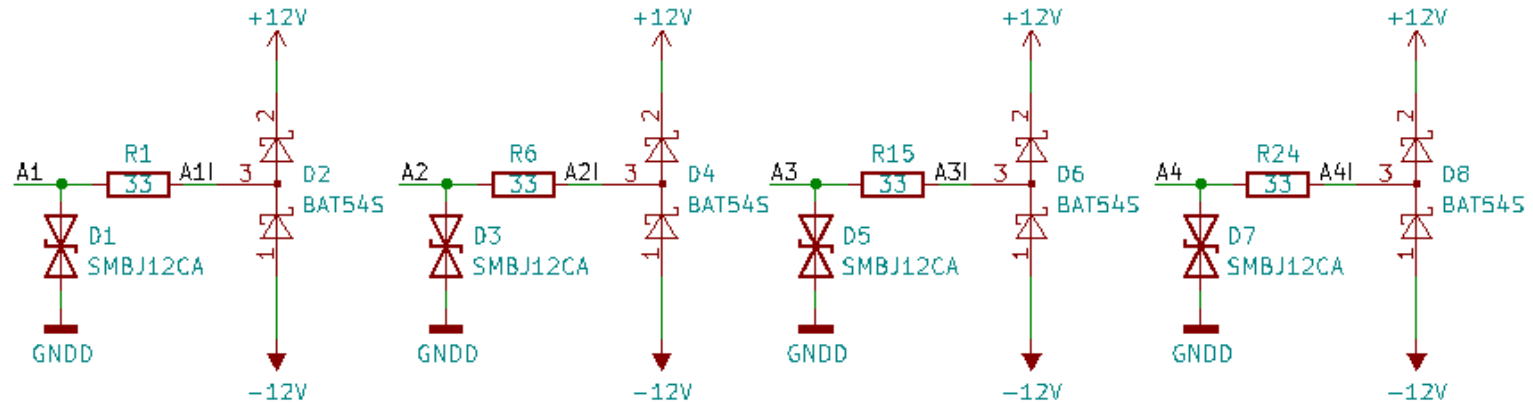 +12V +12V +12V +12V
2 2 2 2
A1 R1 33 A1I 3 D2 A2 R6 33 A2I 3 D4 A3 R15 33 A3I 3 D6 A4 R24 33 A4I 3 D8
BAT54S BAT54S BAT54S BAT54S
D1 1 D3 1 D5 1 D7 1
SMBJ12CA SMBJ12CA SMBJ12CA SMBJ12CA
GNDD GNDD GNDD GNDD
-12V -12V -12V -12V